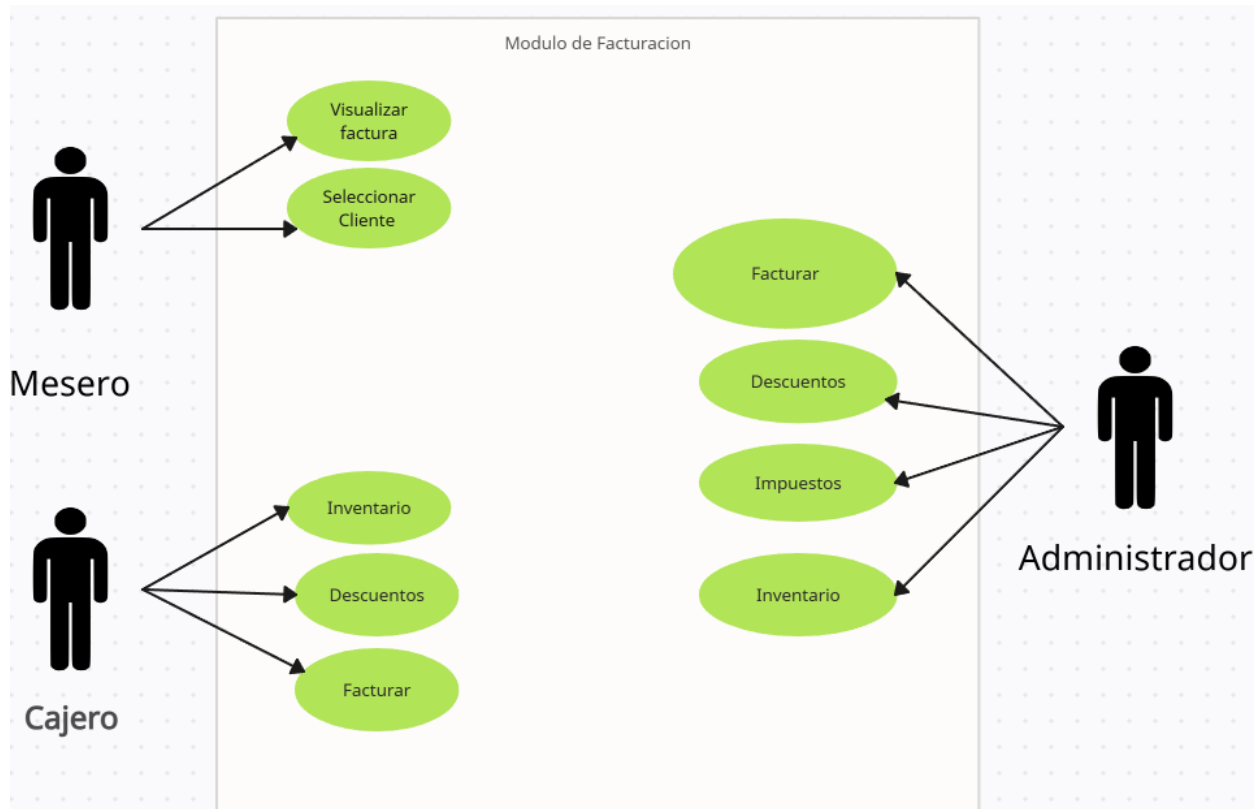 Modulo de Facturacion
Visualizar
factura
Seleccionar
Cliente
Mesero
Inventario
Descuentos
Facturar
Cajero
Facturar
Descuentos
Impuestos
Inventario
Administrador